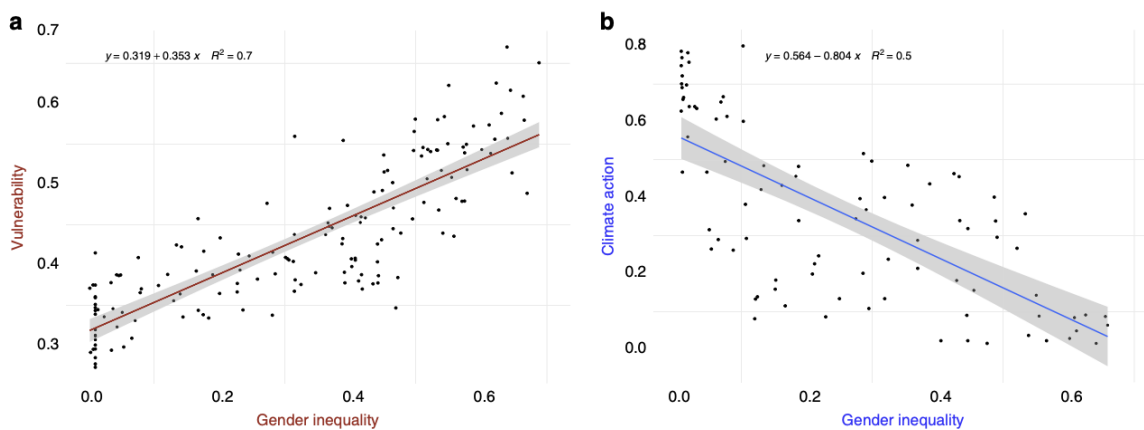 a
0.7
y = 0.319 + 0.353 x R² = 0.7
0.6
0.5
Vulnerability
0.4
0.3
0.0 0.2 0.4 0.6
Gender inequality
b
0.8
y = 0.564 − 0.804 x R² = 0.5
0.6
0.4
Climate action
0.2
0.0
0.0 0.2 0.4 0.6
Gender inequality